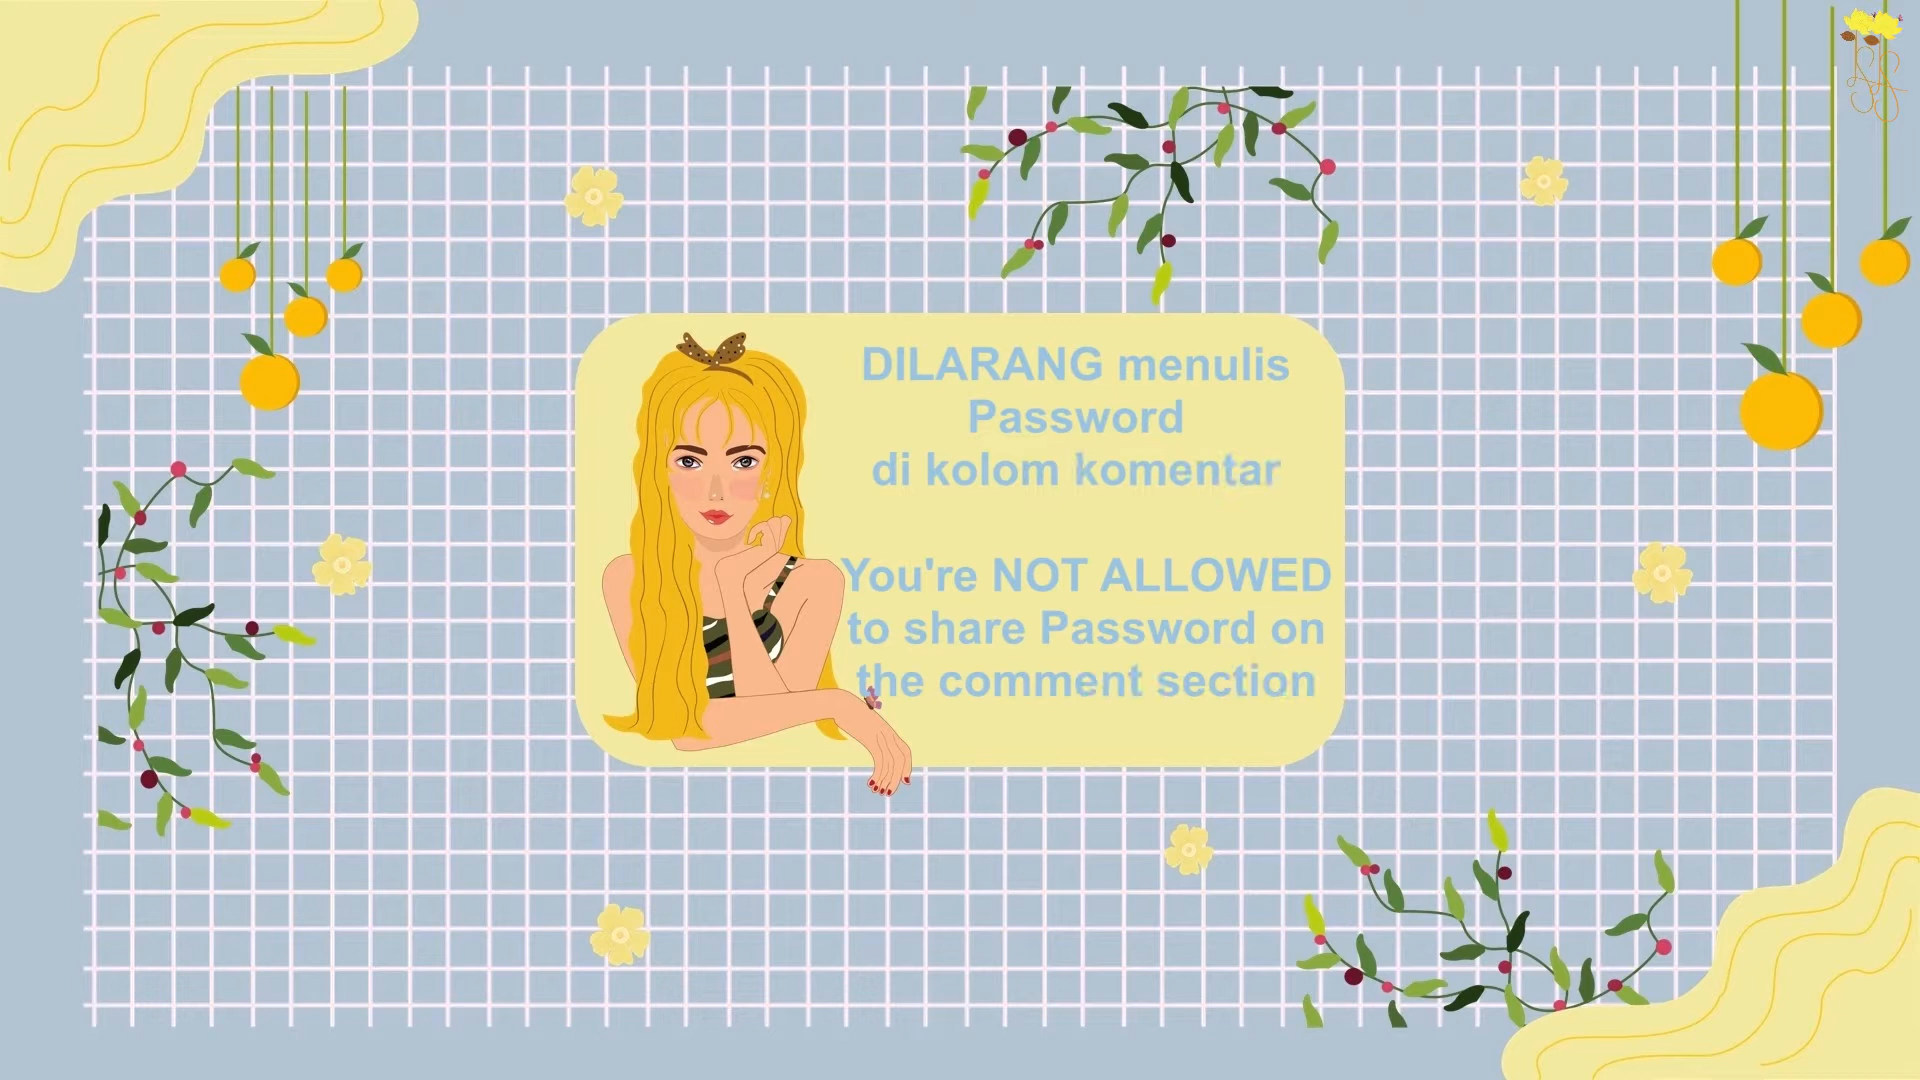 DILARANG menulis
Password
di kolom komentar
You're NOT ALLOWED
to share Password on
the comment section